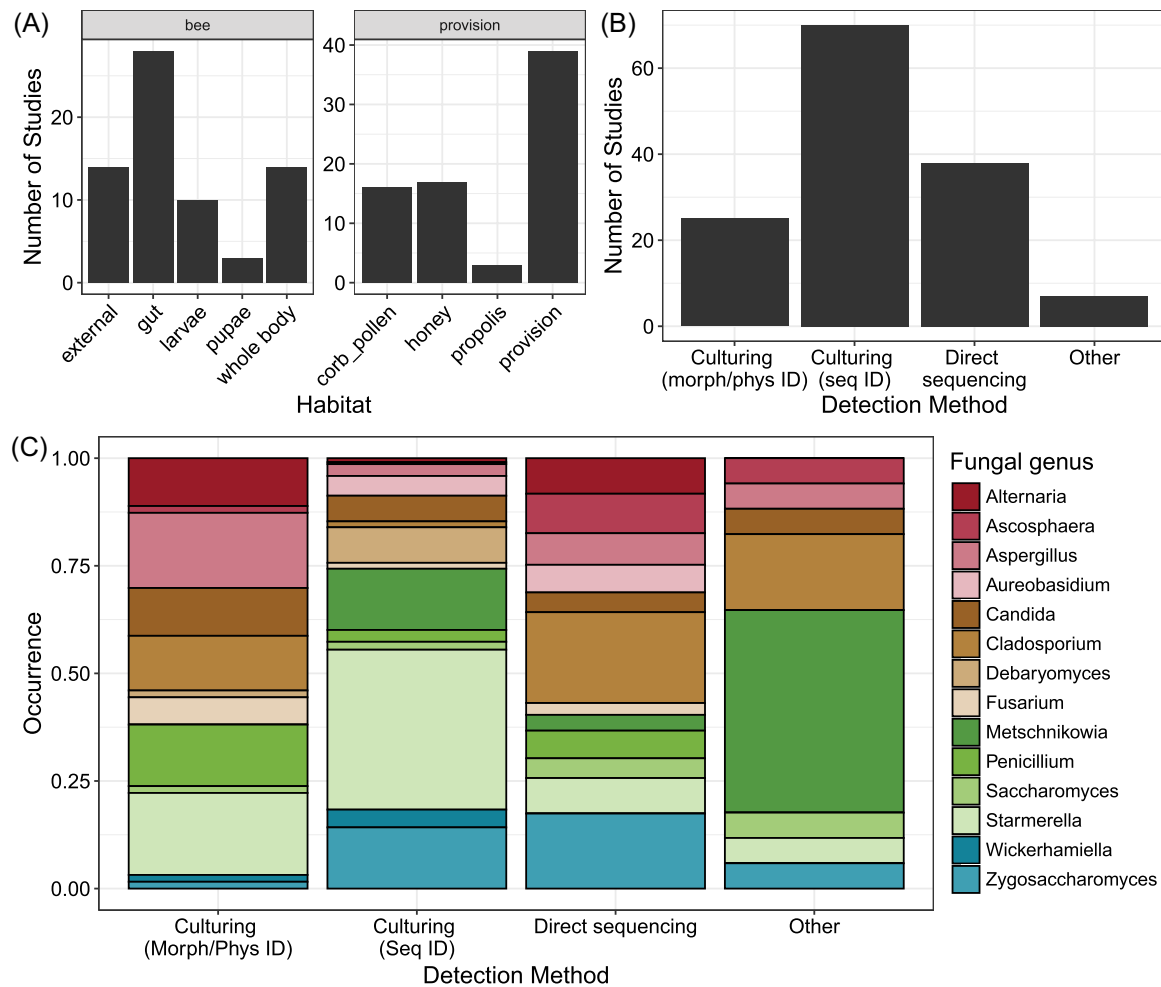 (A)
bee
provision
Number of Studies
0
10
20
0
10
20
30
40
external
gut
larvae
pupae
whole body
corb_pollen
honey
propolis
provision
Habitat
(B)
Number of Studies
0
20
40
60
Culturing
(morph/phys ID)
Culturing
(seq ID)
Direct
sequencing
Other
Detection Method
(C)
Occurrence
1.00
0.75
0.50
0.25
0.00
Culturing
(Morph/Phys ID)
Culturing
(Seq ID)
Direct sequencing
Other
Detection Method
Fungal genus
Alternaria
Ascosphaera
Aspergillus
Aureobasidium
Candida
Cladosporium
Debaryomyces
Fusarium
Metschnikowia
Penicillium
Saccharomyces
Starmerella
Wickerhamiella
Zygosaccharomyces